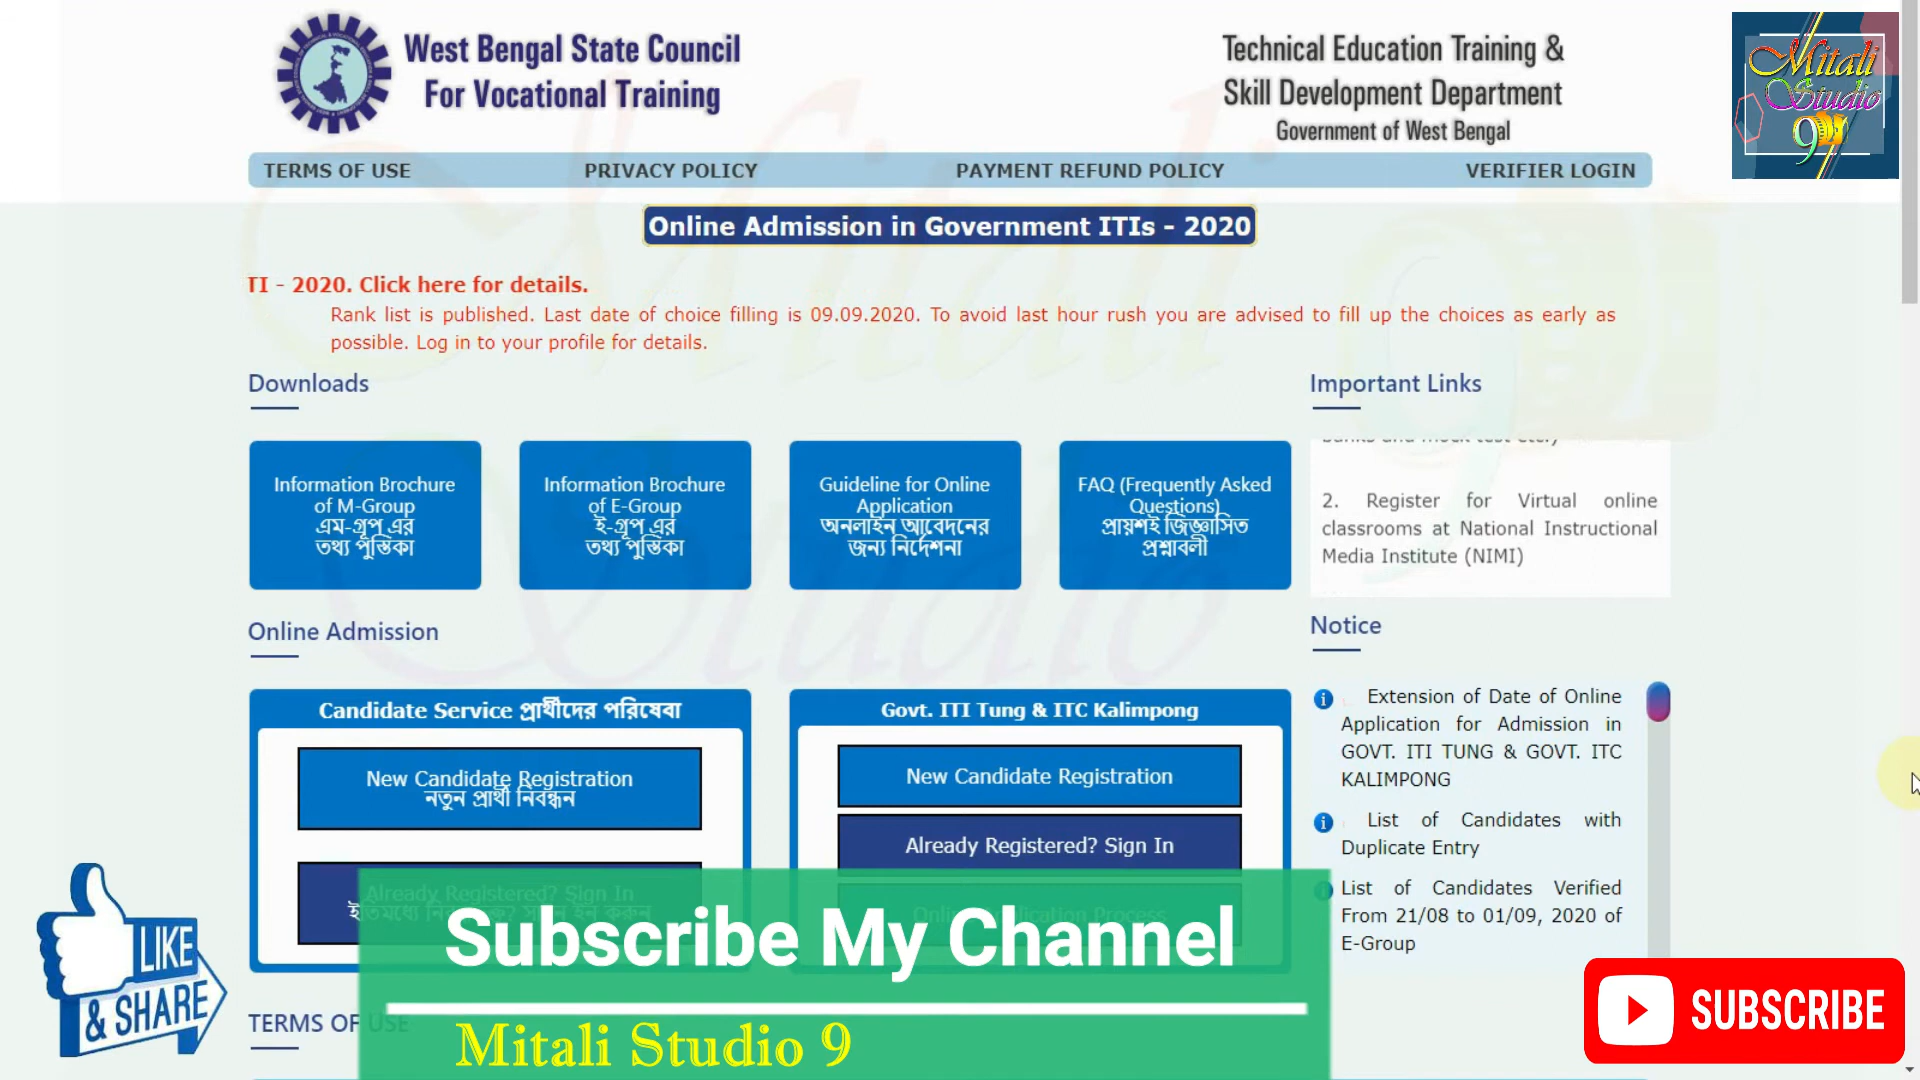 West Bengal State Council
For Vocational Training
Technical Education Training &
Skill Development Department
Government of West Bengal
Mitali
Studio
9
TERMS OF USE
PRIVACY POLICY
PAYMENT REFUND POLICY
VERIFIER LOGIN
Online Admission in Government ITIs - 2020
TI - 2020. Click here for details.
Rank list is published. Last date of choice filling is 09.09.2020. To avoid last hour rush you are advised to fill up the choices as early as
possible. Log in to your profile for details.
Downloads
Information Brochure
of M-Group
এম-গ্রূপ এর
তথ্য পুস্তিকা
Information Brochure
of E-Group
ই-গ্রূপ এর
তথ্য পুস্তিকা
Guideline for Online
Application
অনলাইন আবেদনের
জন্য নির্দেশনা
FAQ (Frequently Asked
Questions)
প্রায়শই জিজ্ঞাসিত
প্রশ্নাবলী
Important Links
banks and mock test etc.)
2. Register for Virtual online
classrooms at National Instructional
Media Institute (NIMI)
Online Admission
Candidate Service প্রার্থীদের পরিষেবা
New Candidate Registration
নতুন প্রার্থী নিবন্ধন
Already Registered? Sign In
Govt. ITI Tung & ITC Kalimpong
New Candidate Registration
Already Registered? Sign In
Notice
Extension of Date of Online
Application for Admission in
GOVT. ITI TUNG & GOVT. ITC
KALIMPONG
List of Candidates with
Duplicate Entry
List of Candidates Verified
From 21/08 to 01/09, 2020 of
E-Group
TERMS OF USE
LIKE
& SHARE
Subscribe My Channel
Mitali Studio 9
SUBSCRIBE